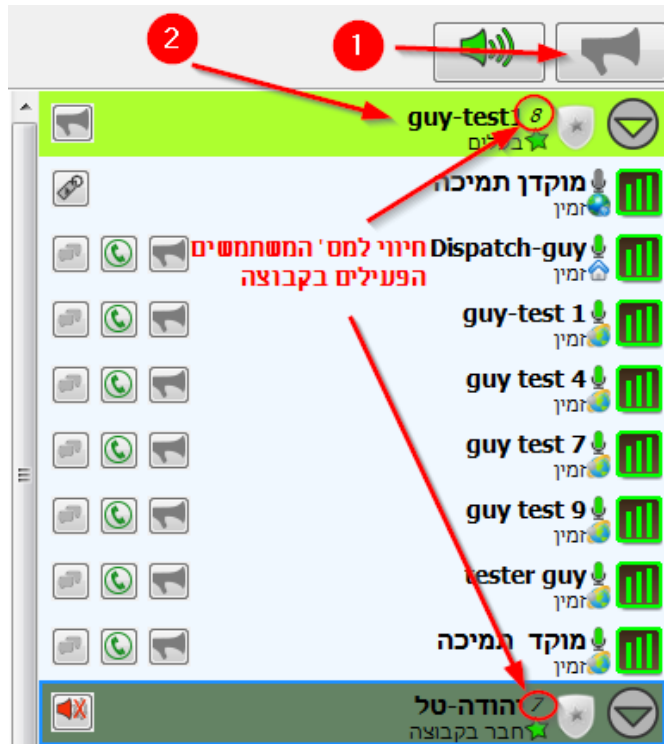 2
1
guy-test1 8
בעלים
מוקדן תמיכה
זמין
Dispatch-guy
זמין
חיווי למס' המשתמשים
הפעילים בקבוצה
guy-test 1
זמין
guy test 4
זמין
guy test 7
זמין
guy test 9
זמין
tester guy
זמין
מוקד תמיכה
זמין
יהודה-טל 7
חבר בקבוצה